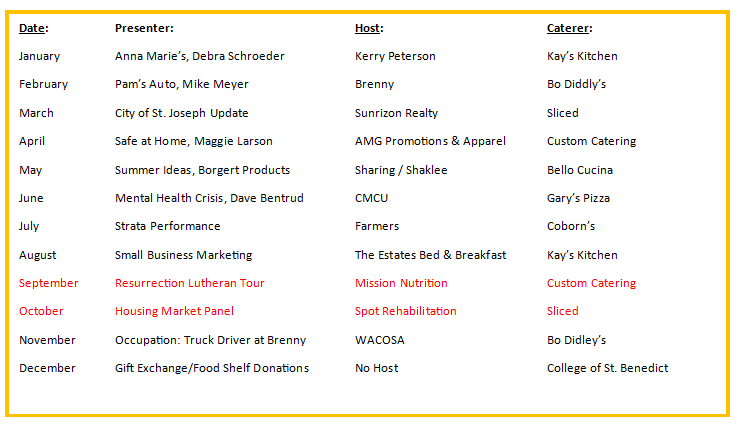 Date: Presenter: Host: Caterer:
January Anna Marie’s, Debra Schroeder Kerry Peterson Kay’s Kitchen
February Pam’s Auto, Mike Meyer Brenny Bo Diddly’s
March City of St. Joseph Update Sunrizon Realty Sliced
April Safe at Home, Maggie Larson AMG Promotions & Apparel Custom Catering
May Summer Ideas, Borgert Products Sharing / Shaklee Bello Cucina
June Mental Health Crisis, Dave Bentrud CMCU Gary’s Pizza
July Strata Performance Farmers Coborn’s
August Small Business Marketing The Estates Bed & Breakfast Kay’s Kitchen
September Resurrection Lutheran Tour Mission Nutrition Custom Catering
October Housing Market Panel Spot Rehabilitation Sliced
November Occupation: Truck Driver at Brenny WACOSA Bo Didley’s
December Gift Exchange/Food Shelf Donations No Host College of St. Benedict